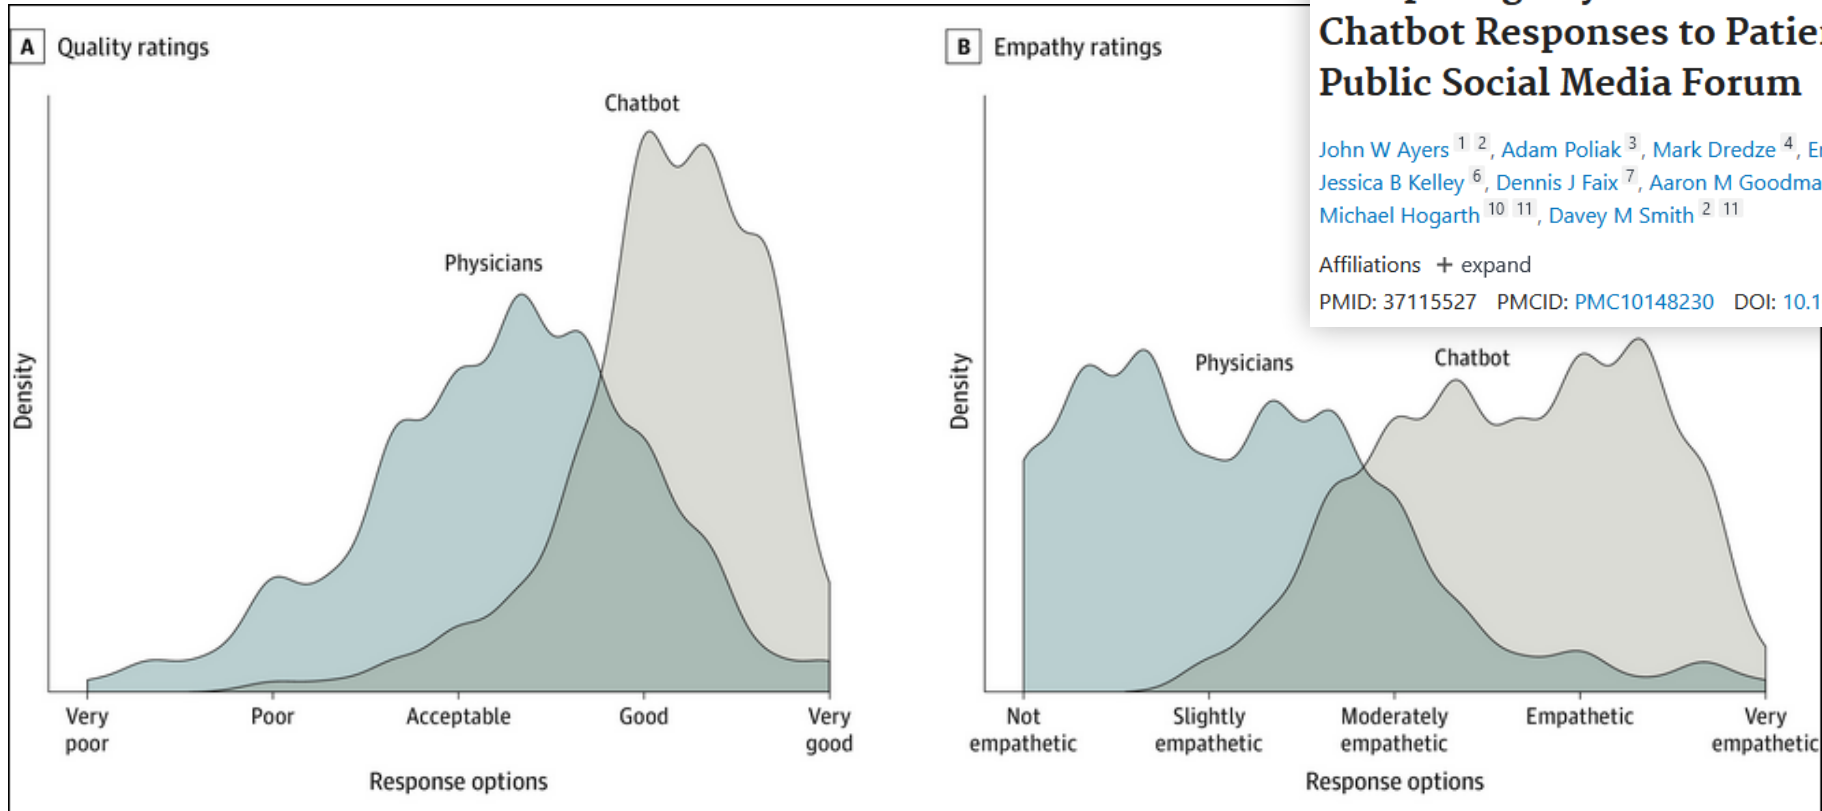 A Quality ratings
Chatbot
Physicians
Density
Very poor
Poor
Acceptable
Good
Very good
Response options
B Empathy ratings
Physicians
Chatbot
Density
Not empathetic
Slightly empathetic
Moderately empathetic
Empathetic
Very empathetic
Response options
Chatbot Responses to Patie
Public Social Media Forum
John W Ayers 1 2, Adam Poliak 3, Mark Dredze 4,
Jessica B Kelley 6, Dennis J Faix 7, Aaron M Goodma
Michael Hogarth 10 11, Davey M Smith 2 11
Affiliations + expand
PMID: 37115527 PMCID: PMC10148230 DOI: 10.1